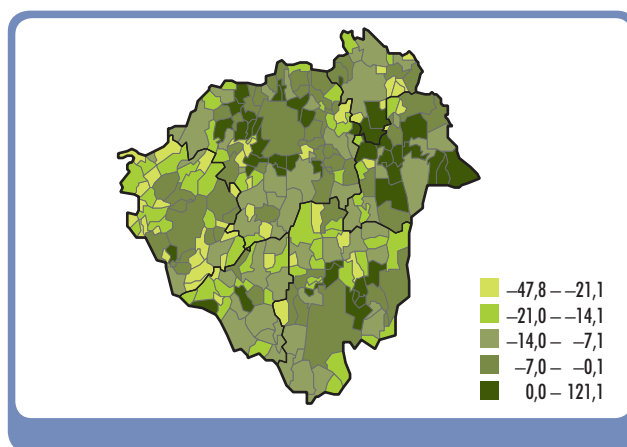 –47,8 – –21,1
–21,0 – –14,1
–14,0 – –7,1
–7,0 – –0,1
0,0 – 121,1